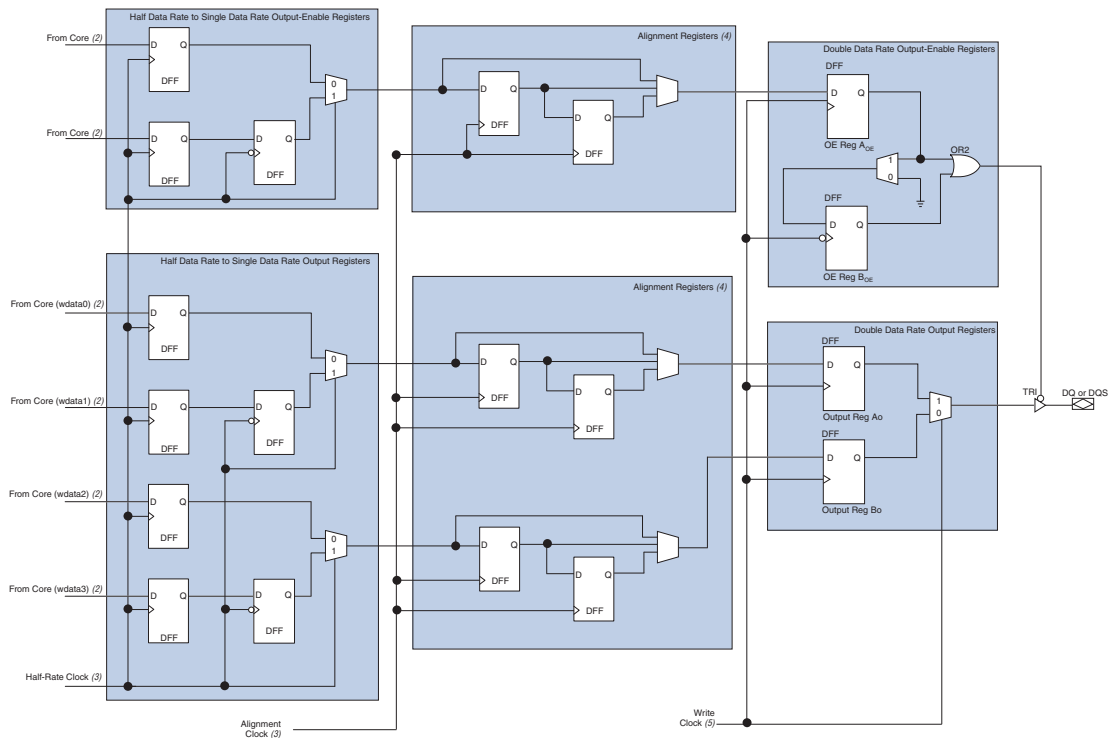 Half Data Rate to Single Data Rate Output-Enable Registers
From Core (2)
D Q
DFF
0
1
From Core (2)
D Q
DFF
D Q
DFF
Alignment Registers (4)
D Q
DFF
D Q
DFF
Double Data Rate Output-Enable Registers
DFF
D Q
OE Reg AOE
OR2
1
0
DFF
D Q
OE Reg BOE
Half Data Rate to Single Data Rate Output Registers
From Core (wdata0) (2)
D Q
DFF
0
1
From Core (wdata1) (2)
D Q
DFF
D Q
DFF
From Core (wdata2) (2)
D Q
DFF
0
1
From Core (wdata3) (2)
D Q
DFF
D Q
DFF
Half-Rate Clock (3)
Alignment Registers (4)
D Q
DFF
D Q
DFF
D Q
DFF
D Q
DFF
Alignment
Clock (3)
Double Data Rate Output Registers
DFF
D Q
Output Reg Ao
1
0
DFF
D Q
Output Reg Bo
TRI
DQ or DQS
Write
Clock (5)